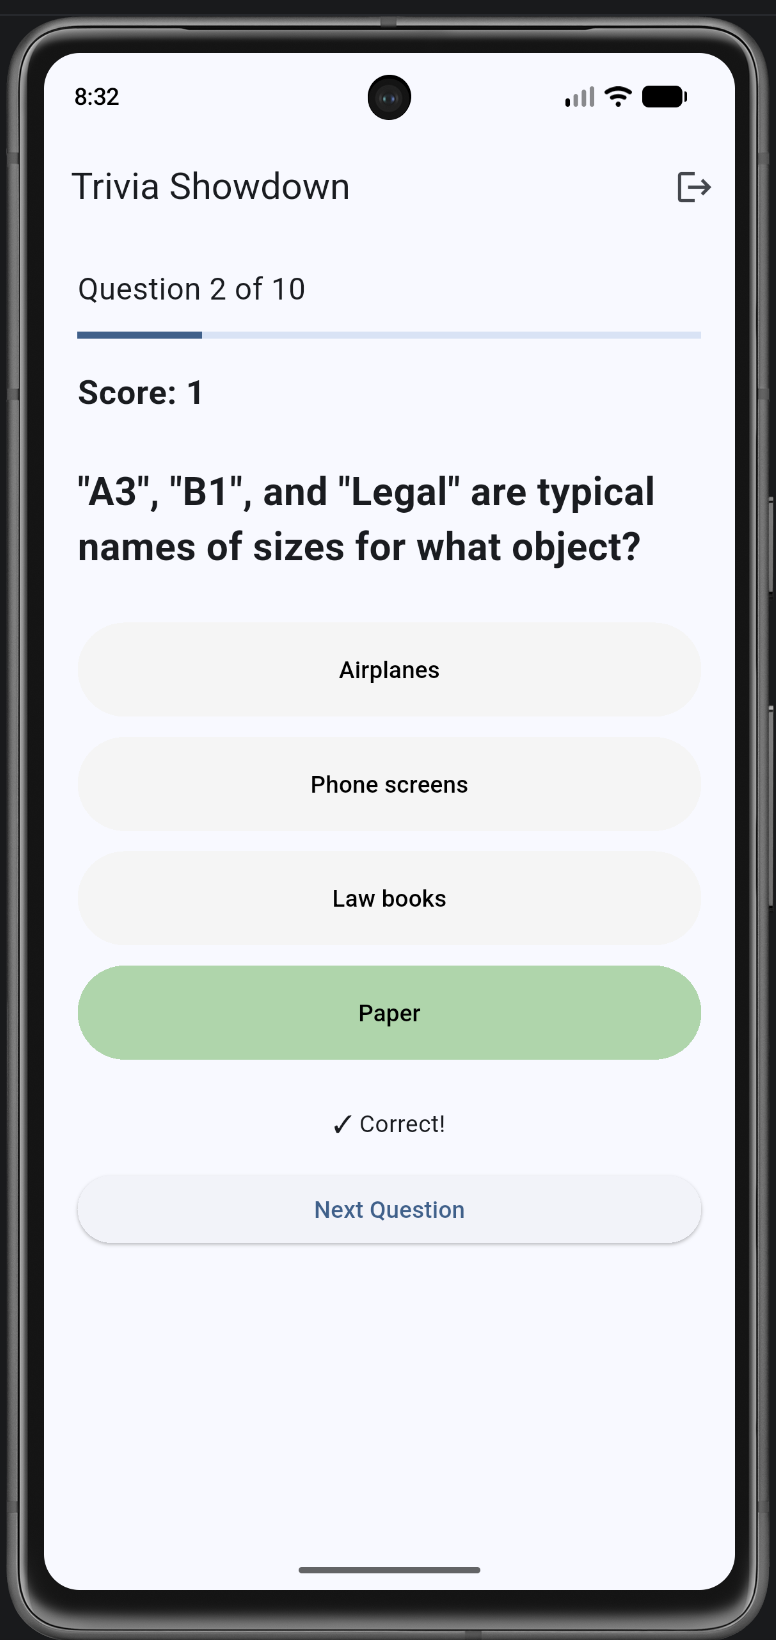 8:32
Trivia Showdown
Question 2 of 10
Score: 1
"A3", "B1", and "Legal" are typical
names of sizes for what object?
Airplanes
Phone screens
Law books
Paper
✓ Correct!
Next Question